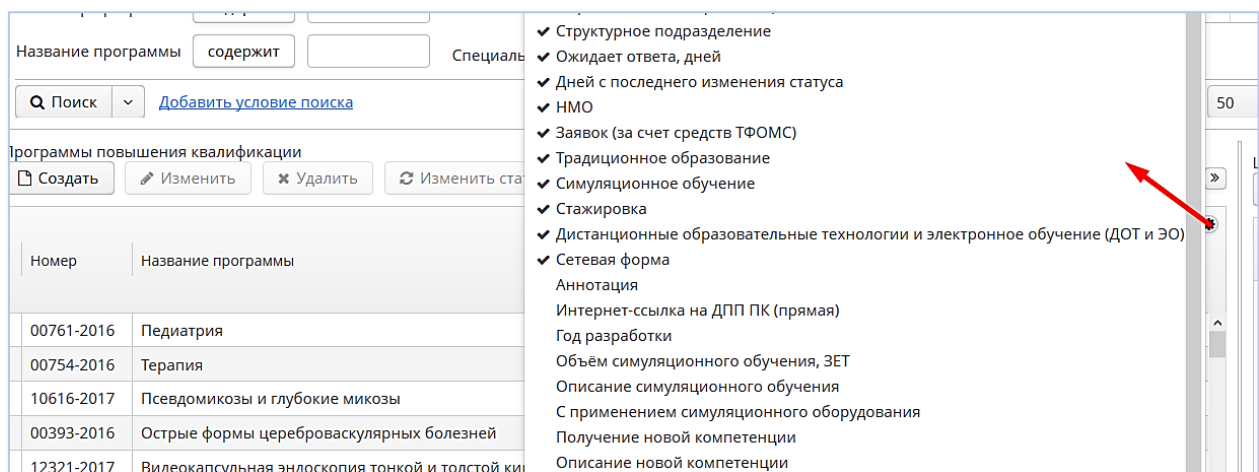 Структурное подразделение
Название программы содержит
Ожидает ответа, дней
Дней с последнего изменения статуса
Поиск Добавить условие поиска 50
НМО
Заявок (за счет средств ТФОМС)
Программы повышения квалификации
Традиционное образование
Создать Изменить Удалить
Симуляционное обучение
Стажировка
Дистанционные образовательные технологии и электронное обучение (ДОТ и ЭО)
Номер Название программы
Сетевая форма
Аннотация
Интернет-ссылка на ДПП ПК (прямая)
00761-2016 Педиатрия
Год разработки
00754-2016 Терапия
Объём симуляционного обучения, ЗЕТ
Описание симуляционного обучения
10616-2017 Псевдомикозы и глубокие микозы
С применением симуляционного оборудования
00393-2016 Острые формы цереброваскулярных болезней
Получение новой компетенции
12321-2017 Видеокапсульная эндоскопия тонкой и толстой
Описание новой компетенции